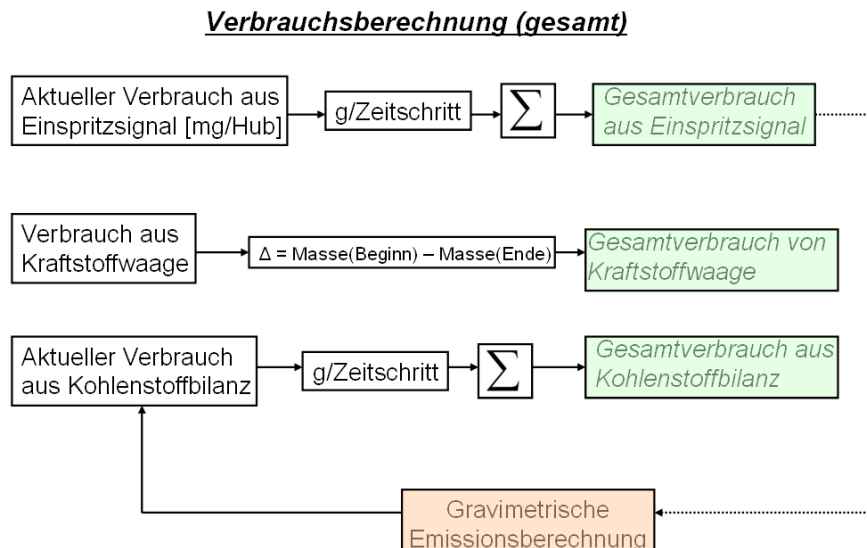 Verbrauchsberechnung (gesamt)
Aktueller Verbrauch aus
Einspritzsignal [mg/Hub]
g/Zeitschritt
∑
Gesamtverbrauch
aus Einspritzsignal
Verbrauch aus
Kraftstoffwaage
Δ = Masse(Beginn) – Masse(Ende)
Gesamtverbrauch von
Kraftstoffwaage
Aktueller Verbrauch
aus Kohlenstoffbilanz
g/Zeitschritt
∑
Gesamtverbrauch aus
Kohlenstoffbilanz
Gravimetrische
Emissionsberechnung